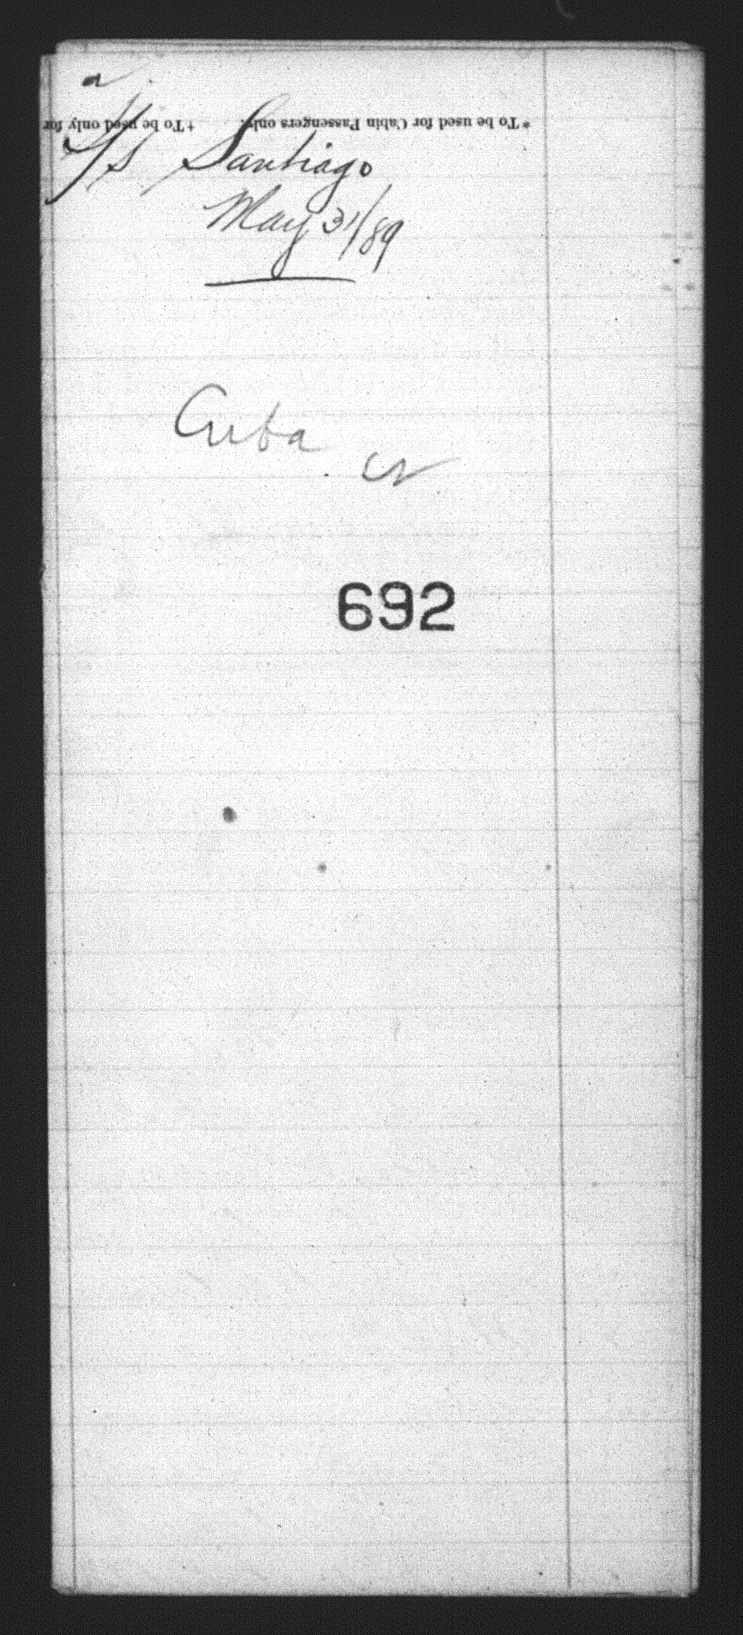 * To be used for Cabin Passengers only. † To be used only for
S/S Santiago
May 31/89
Cuba
692